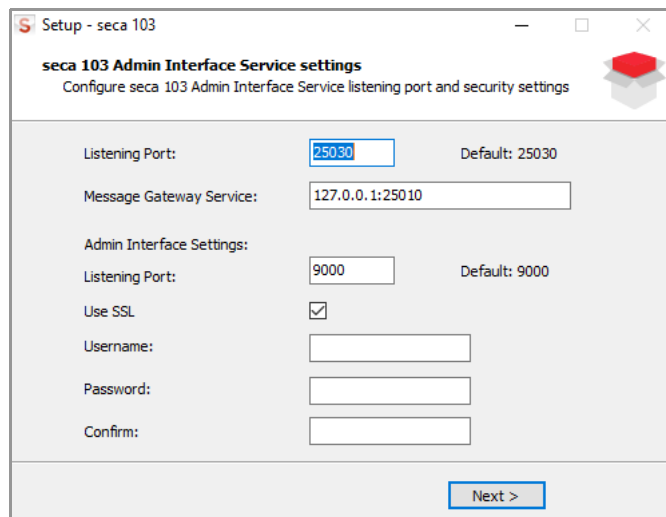 S Setup - seca 103
seca 103 Admin Interface Service settings
Configure seca 103 Admin Interface Service listening port and security settings
Listening Port: 25030 Default: 25030
Message Gateway Service: 127.0.0.1:25010
Admin Interface Settings:
Listening Port: 9000 Default: 9000
Use SSL
Username:
Password:
Confirm:
Next >